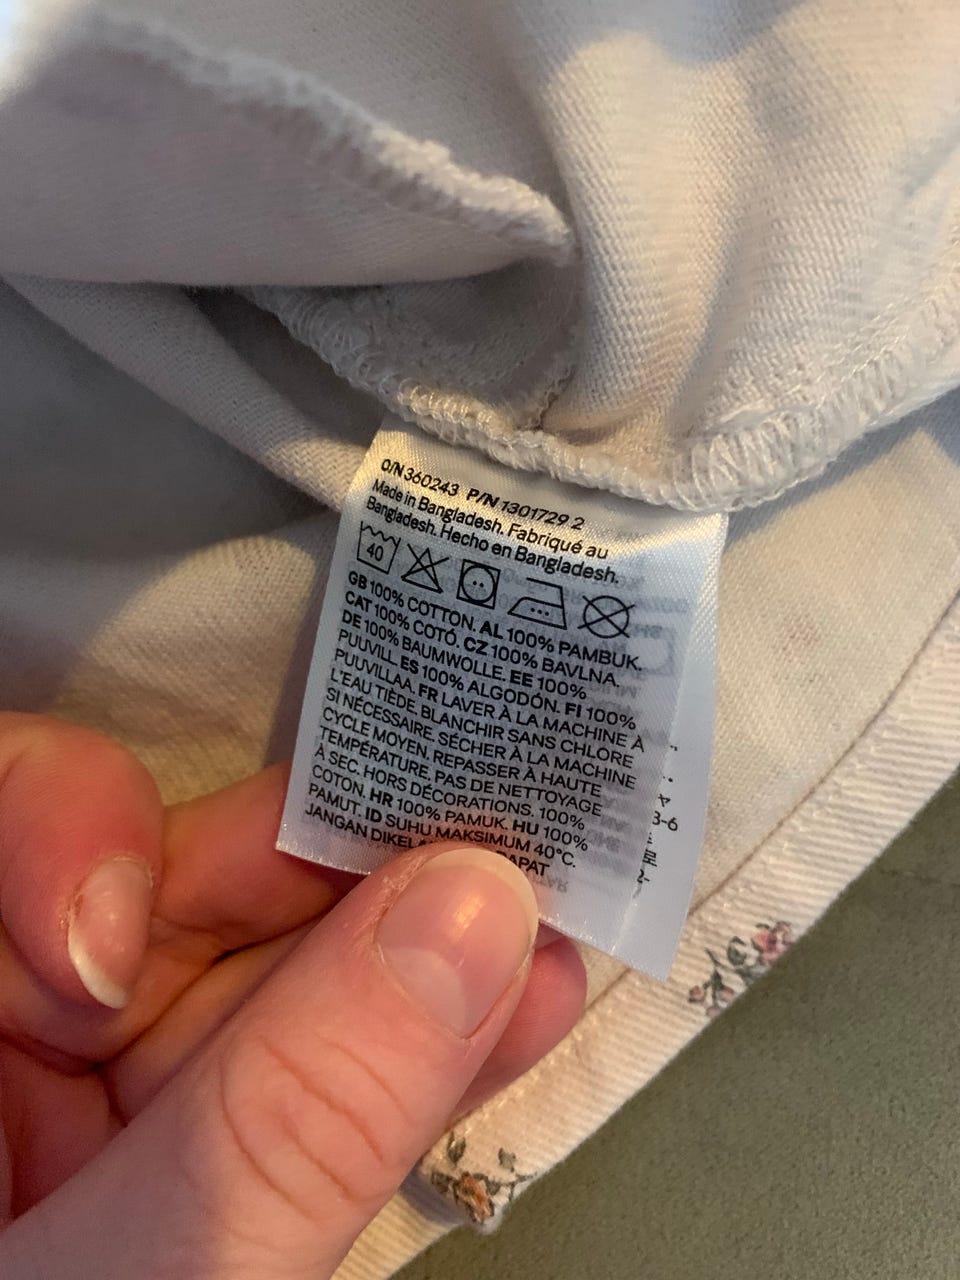 O/N 360243 P/N 1301729 2
Made in Bangladesh. Fabriqué au
Bangladesh. Hecho en Bangladesh.
40
GB 100% COTTON. AL 100% PAMBUK.
CAT 100% COTÓ. CZ 100% BAVLNA.
DE 100% BAUMWOLLE. EE 100%
PUUVILL. ES 100% ALGODÓN. FI 100%
PUUVILLAA. FR LAVER À LA MACHINE À
L'EAU TIÈDE. BLANCHIR SANS CHLORE
SI NÉCESSAIRE. SÉCHER À LA MACHINE
CYCLE MOYEN. REPASSER À HAUTE
TEMPÉRATURE. PAS DE NETTOYAGE
À SEC. HORS DÉCORATIONS. 100%
COTON. HR 100% PAMUK. HU 100%
PAMUT. ID SUHU MAKSIMUM 40°C.
JANGAN
3-6